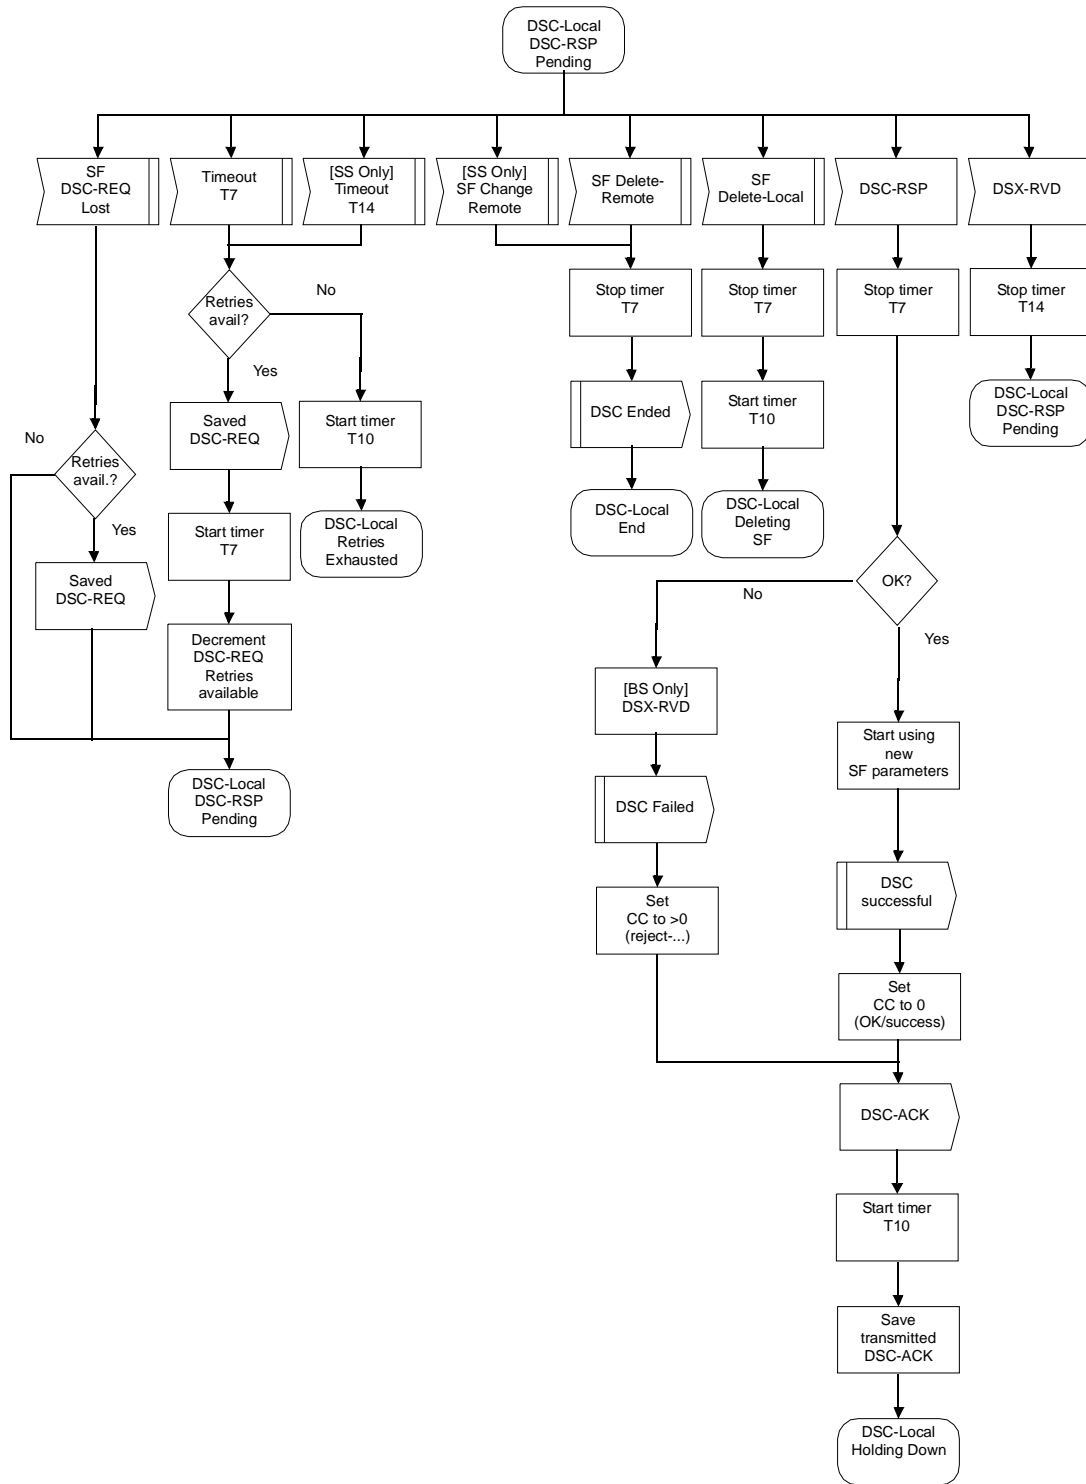 DSC-Local
DSC-RSP
Pending
SF
DSC-REQ
Lost
Timeout
T7
[SS Only]
Timeout
T14
[SS Only]
SF Change
Remote
SF Delete-
Remote
SF
Delete-Local
DSC-RSP
DSX-RVD
Retries
avail?
No
Yes
Stop timer
T7
Stop timer
T7
Stop timer
T7
Stop timer
T14
Saved
DSC-REQ
Start timer
T10
DSC Ended
Start timer
T10
DSC-Local
DSC-RSP
Pending
No
Retries
avail.?
Yes
Start timer
T7
DSC-Local
Retries
Exhausted
DSC-Local
End
DSC-Local
Deleting
SF
Saved
DSC-REQ
OK?
No
Yes
Decrement
DSC-REQ
Retries
available
[BS Only]
DSX-RVD
Start using
new
SF parameters
DSC-Local
DSC-RSP
Pending
DSC Failed
DSC
successful
Set
CC to >0
(reject-...)
Set
CC to 0
(OK/success)
DSC-ACK
Start timer
T10
Save
transmitted
DSC-ACK
DSC-Local
Holding Down